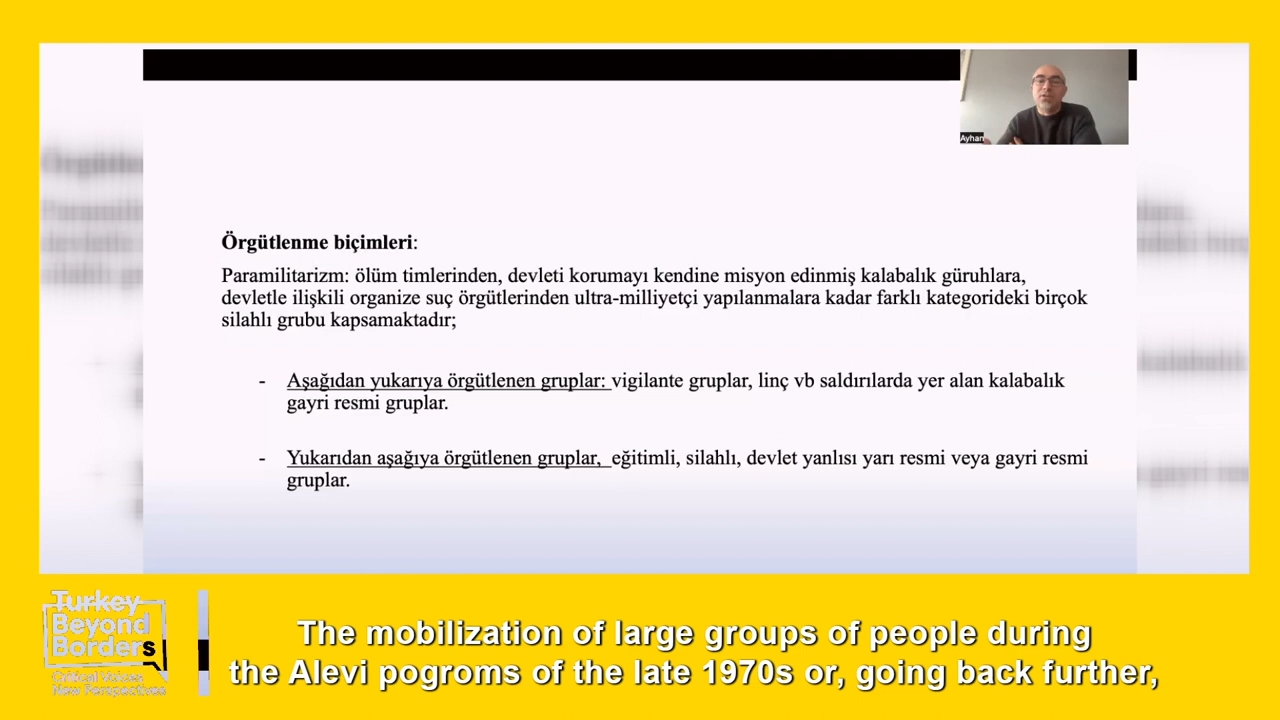 Ayhan
Örgütlenme biçimleri:
Paramilitarizm: ölüm timlerinden, devleti korumayı kendine misyon edinmiş kalabalık güruhlara,
devletle ilişkili organize suç örgütlerinden ultra-milliyetçi yapılanmalara kadar farklı kategorideki birçok
silahlı grubu kapsamaktadır;
- Aşağıdan yukarıya örgütlenen gruplar: vigilante gruplar, linç vb saldırılarda yer alan kalabalık
gayri resmi gruplar.
- Yukarıdan aşağıya örgütlenen gruplar, eğitimli, silahlı, devlet yanlısı yarı resmi veya gayri resmi
gruplar.
Turkey
Beyond
Borders
Critical Voices
New Perspectives
The mobilization of large groups of people during
the Alevi pogroms of the late 1970s or, going back further,